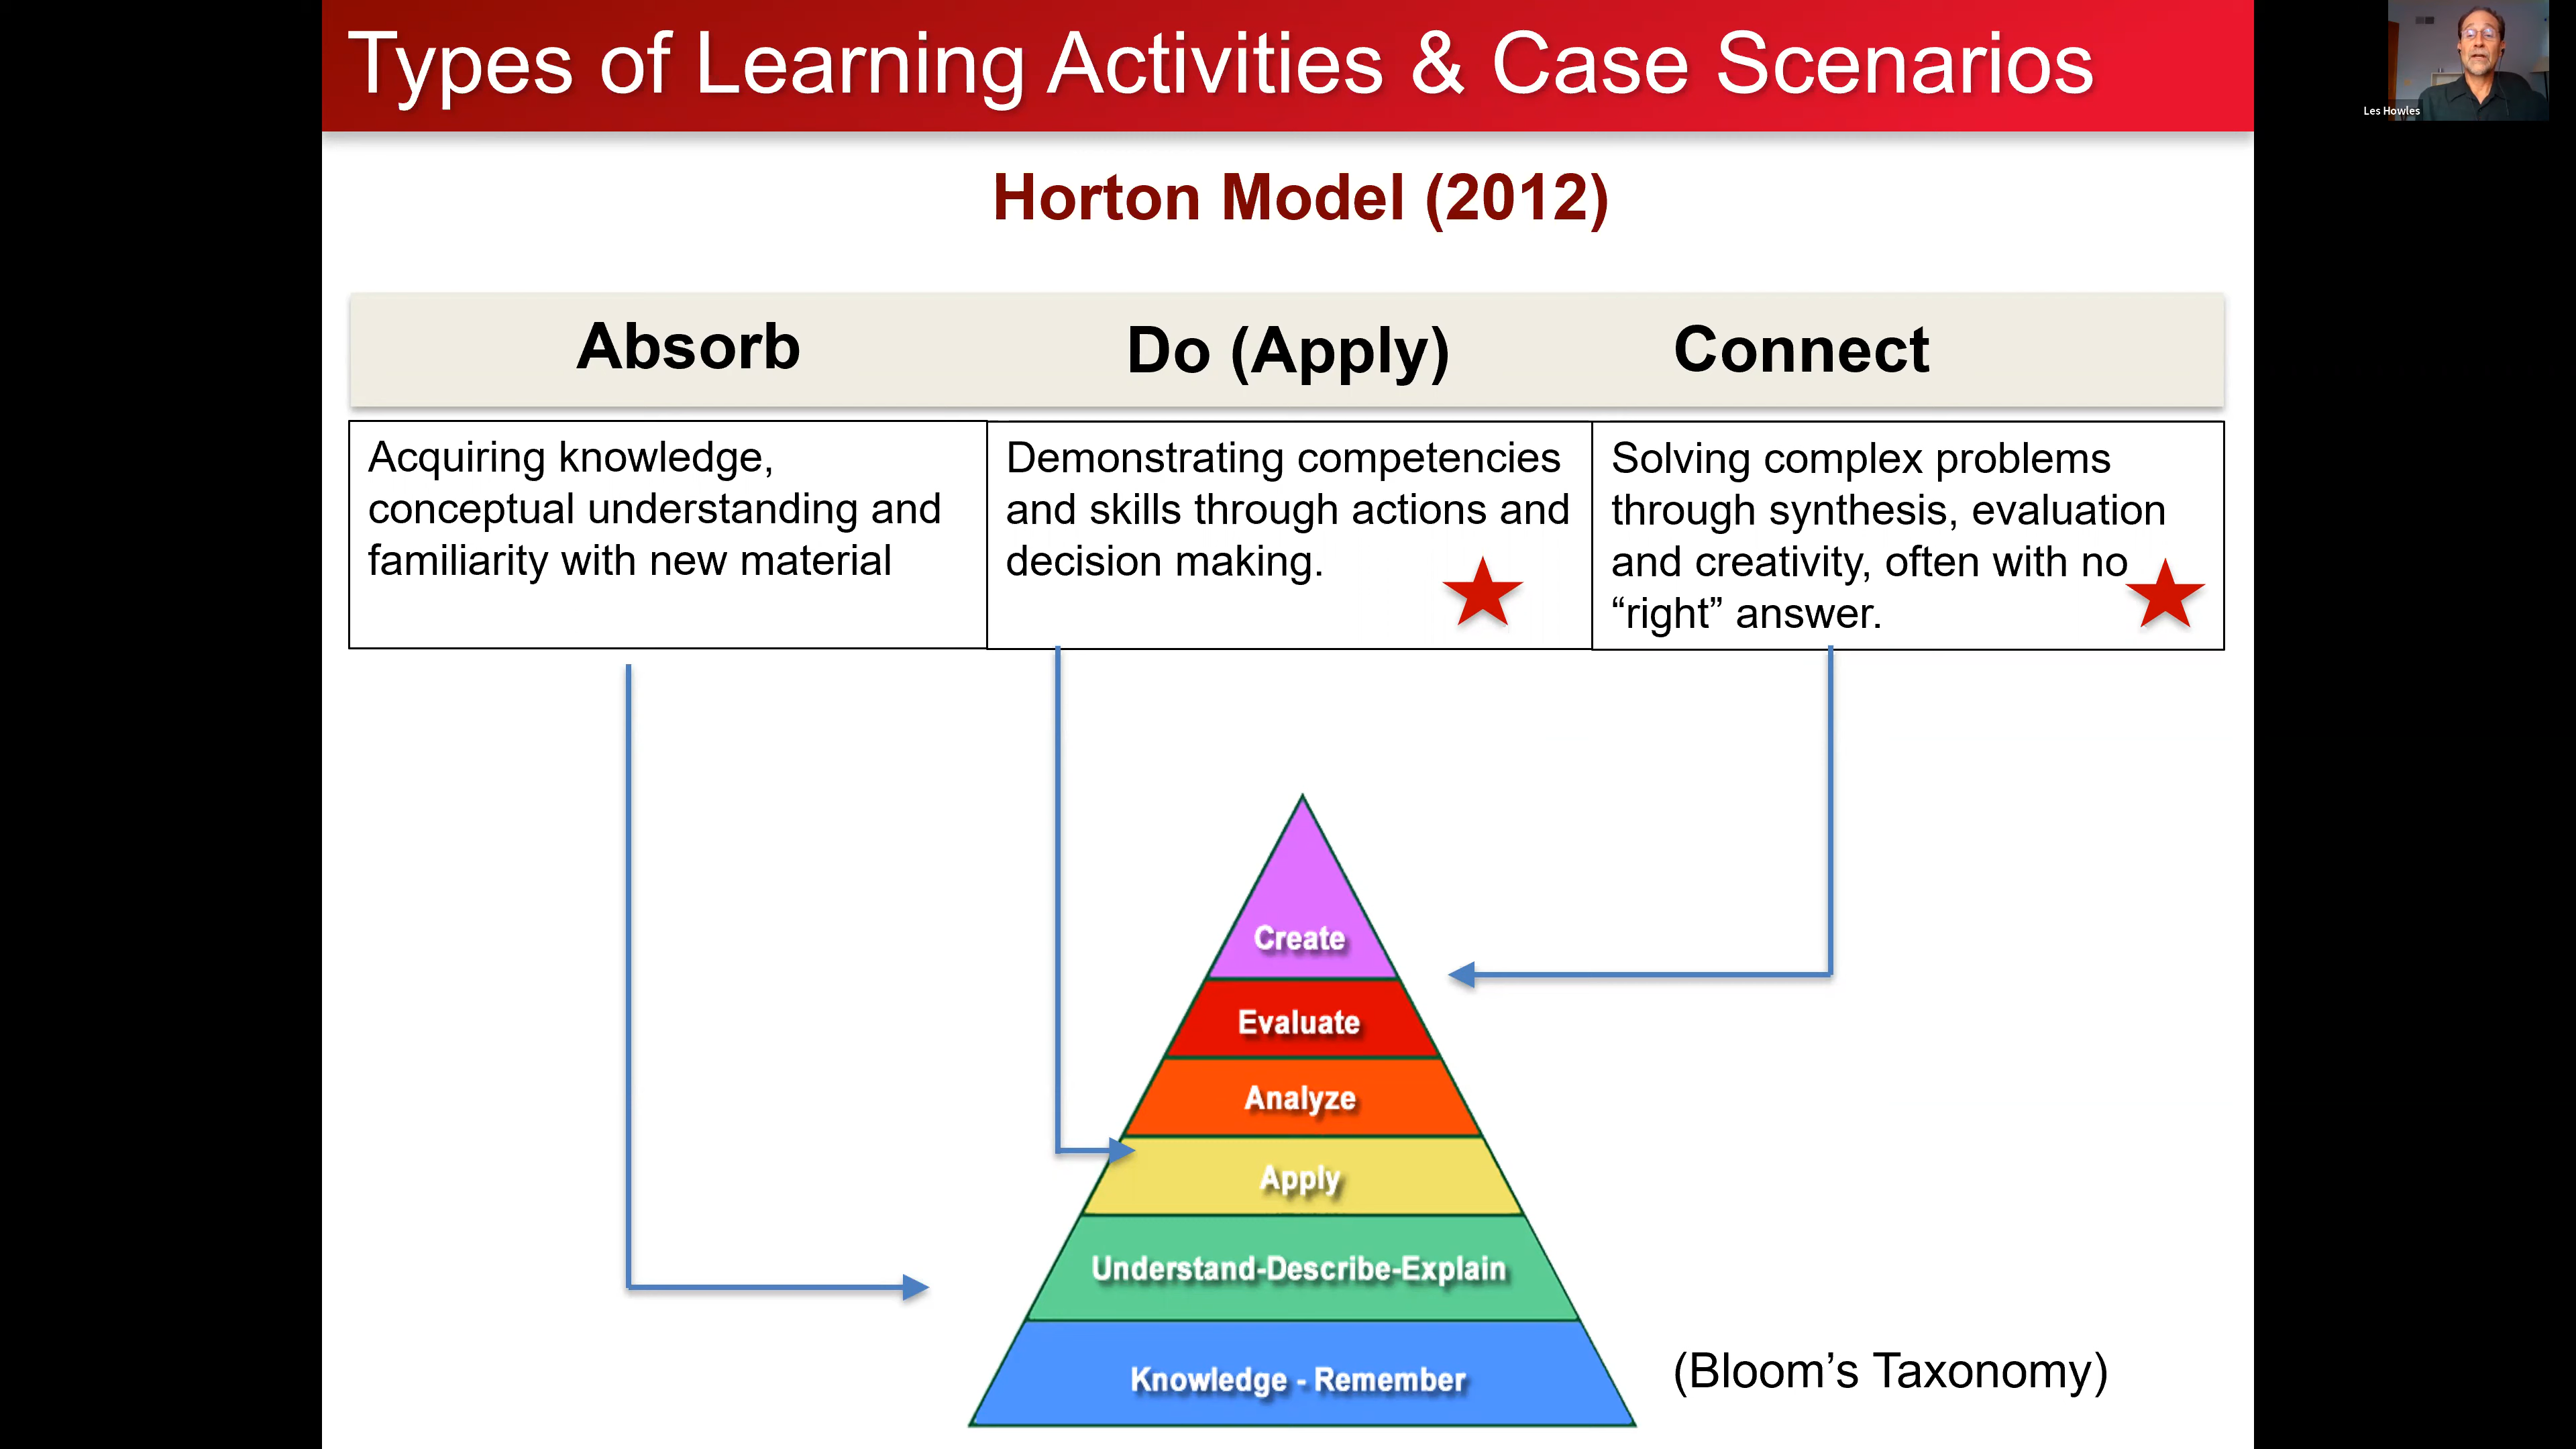 Types of Learning Activities & Case Scenarios
Les Howles
Horton Model (2012)
Absorb
Do (Apply)
Connect
Acquiring knowledge,
conceptual understanding and
familiarity with new material
Demonstrating competencies
and skills through actions and
decision making.
Solving complex problems
through synthesis, evaluation
and creativity, often with no
“right” answer.
Create
Evaluate
Analyze
Apply
Understand-Describe-Explain
Knowledge - Remember
(Bloom’s Taxonomy)